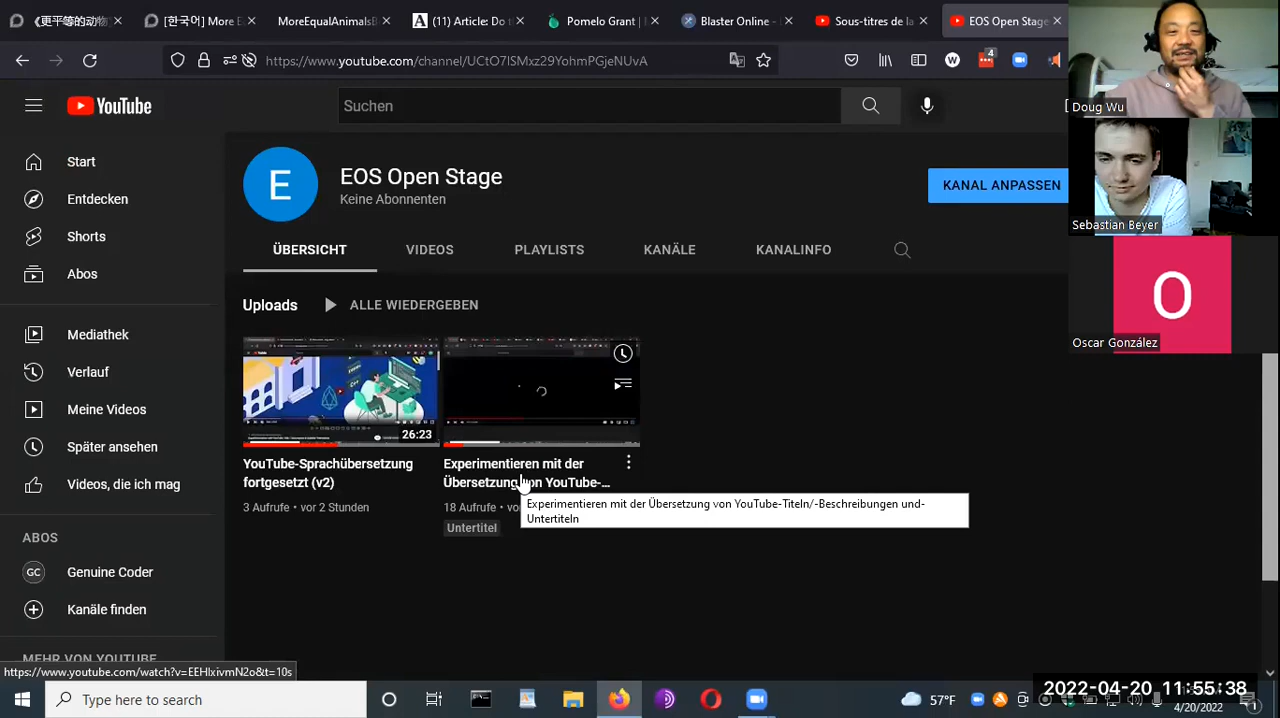 《更平等的动物
[한국어] More E
MoreEqualAnimalsB
(11) Article: Do t
Pomelo Grant |
Blaster Online -
Sous-titres de la
EOS Open Stage
https://www.youtube.com/channel/UCtO7lSMxz29YohmPGjeNUvA
4
YouTube
Suchen
Start
Entdecken
Shorts
Abos
Mediathek
Verlauf
Meine Videos
Später ansehen
Videos, die ich mag
ABOS
GC
Genuine Coder
Kanäle finden
MEHR VON YOUTUBE
E
EOS Open Stage
Keine Abonnenten
KANAL ANPASSEN
ÜBERSICHT
VIDEOS
PLAYLISTS
KANÄLE
KANALINFO
Uploads
ALLE WIEDERGEBEN
26:23
YouTube-Sprachübersetzung
fortgesetzt (v2)
3 Aufrufe • vor 2 Stunden
Experimentieren mit der
Übersetzung von YouTube-...
18 Aufrufe • vo
Untertitel
Experimentieren mit der Übersetzung von YouTube-Titeln/-Beschreibungen und-
Untertiteln
Doug Wu
Sebastian Beyer
O
Oscar González
https://www.youtube.com/watch?v=EEHlxivmN2o&t=10s
Type here to search
57°F
2022-04-20 11:55:38
4/20/2022
1